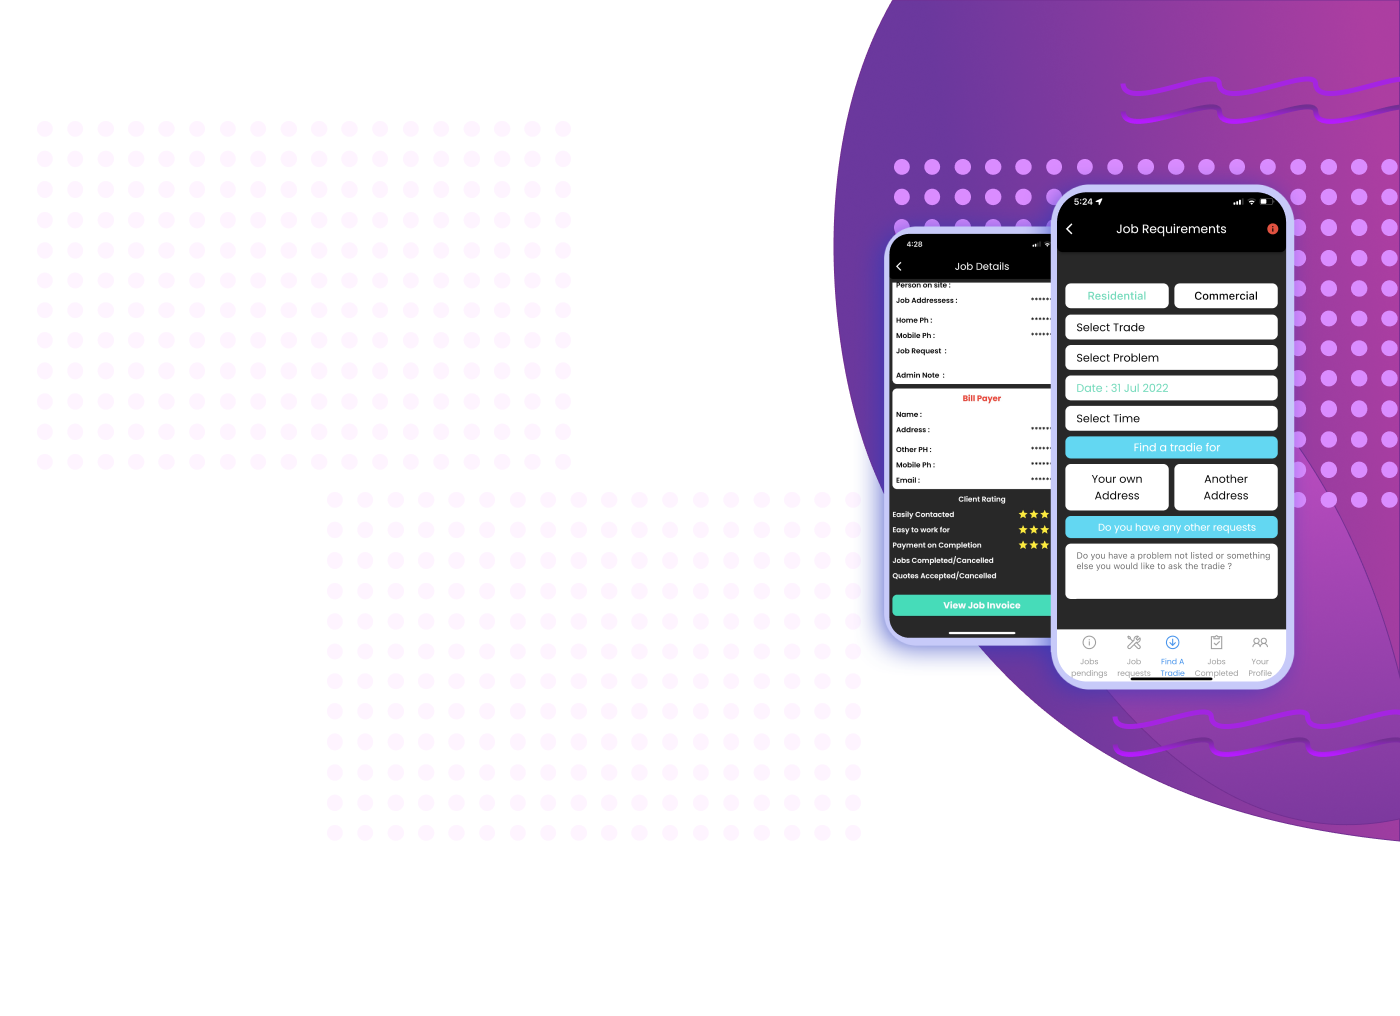 4:28
Job Details
Person on site :
Job Addressess :
******
Home Ph :
******
Mobile Ph :
******
Job Request :
Admin Note :
Bill Payer
Name :
Address :
******
Other PH :
******
Mobile Ph :
******
Email :
******
Client Rating
Easily Contacted
Easy to work for
Payment on Completion
Jobs Completed/Cancelled
Quotes Accepted/Cancelled
View Job Invoice
5:24
Job Requirements
Residential
Commercial
Select Trade
Select Problem
Date : 31 Jul 2022
Select Time
Find a tradie for
Your own
Address
Another
Address
Do you have any other requests
Do you have a problem not listed or something
else you would like to ask the tradie ?
Jobs
pendings
Job
requests
Find A
Tradie
Jobs
Completed
Your
Profile